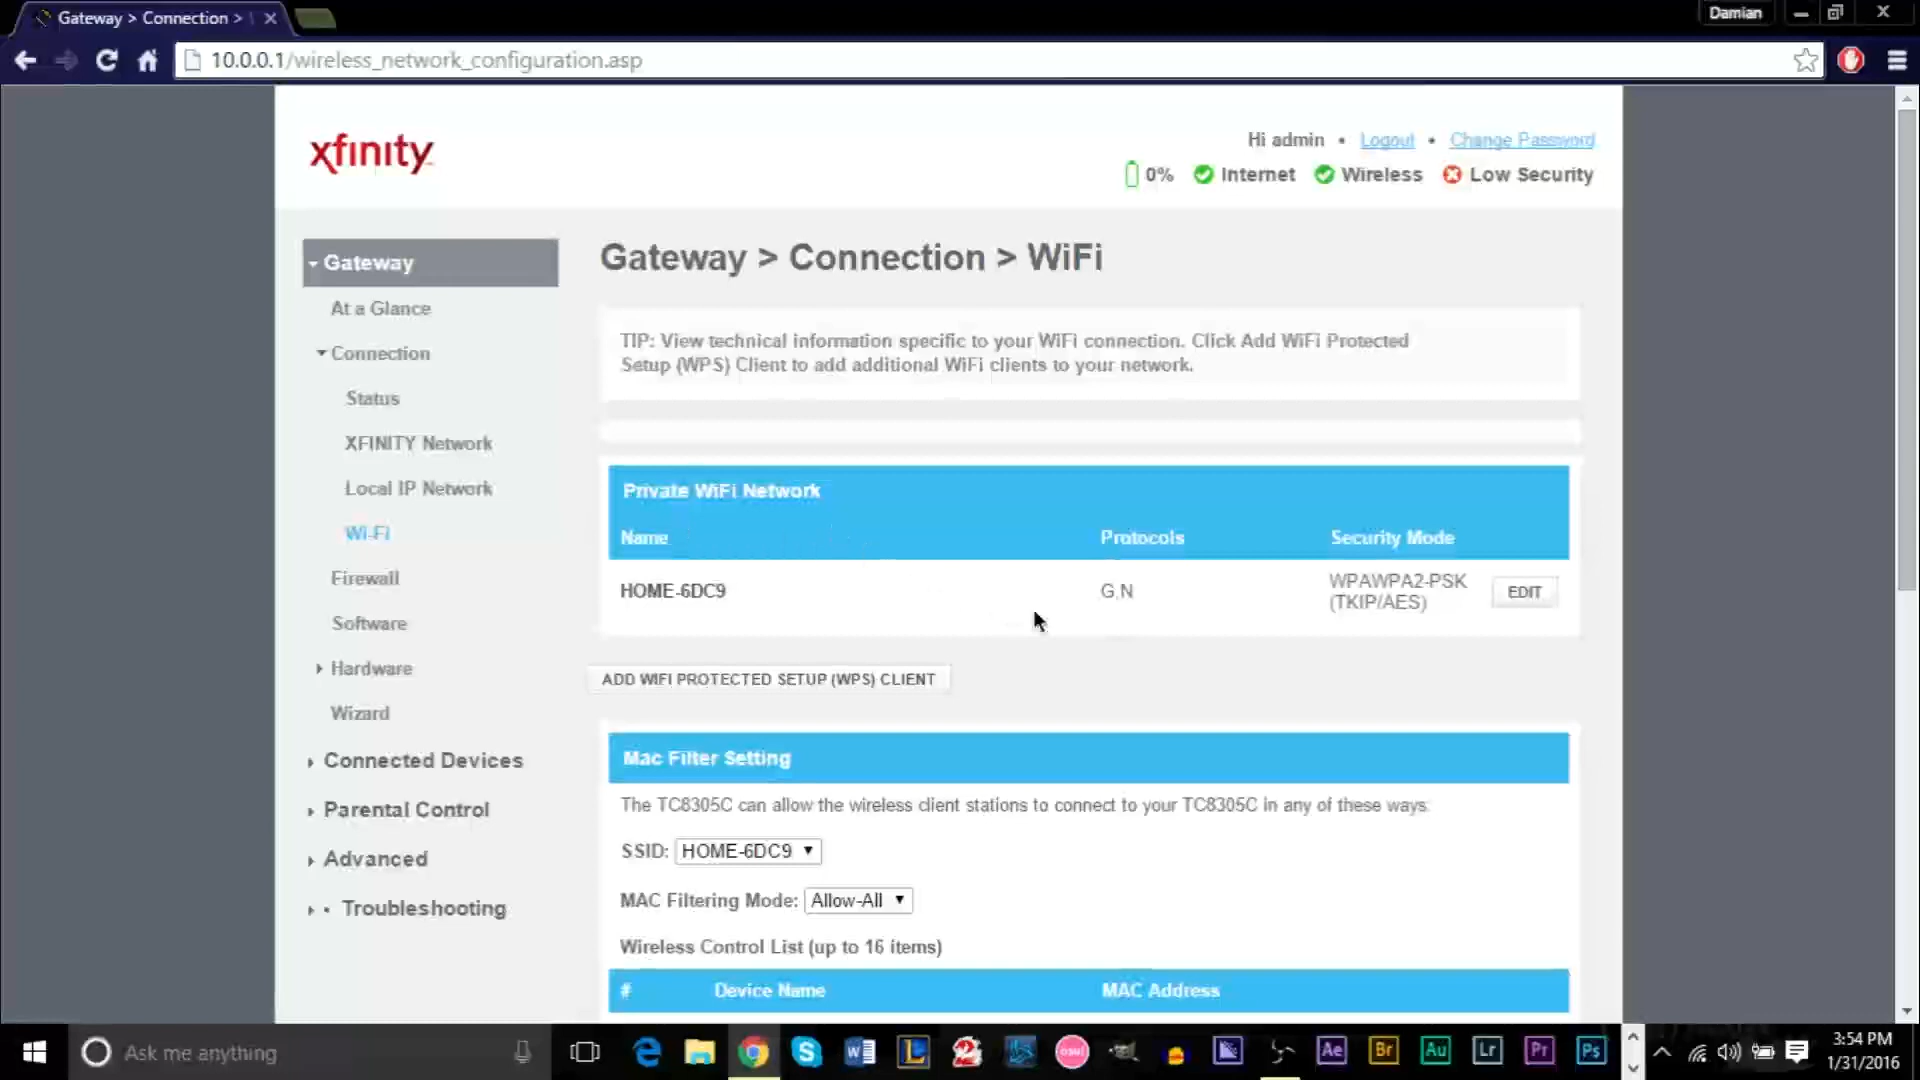 Gateway > Connection >
Damian
10.0.0.1/wireless_network_configuration.asp
xfinity
Hi admin • Logout • Change Password
0% Internet Wireless Low Security
Gateway
At a Glance
Connection
Status
XFINITY Network
Local IP Network
Wi-Fi
Firewall
Software
Hardware
Wizard
Connected Devices
Parental Control
Advanced
Troubleshooting
Gateway > Connection > WiFi
TIP: View technical information specific to your WiFi connection. Click Add WiFi Protected
Setup (WPS) Client to add additional WiFi clients to your network.
Private WiFi Network
Name Protocols Security Mode
HOME-6DC9 G,N WPAWPA2-PSK
(TKIP/AES) EDIT
ADD WIFI PROTECTED SETUP (WPS) CLIENT
Mac Filter Setting
The TC8305C can allow the wireless client stations to connect to your TC8305C in any of these ways:
SSID: HOME-6DC9
MAC Filtering Mode: Allow-All
Wireless Control List (up to 16 items)
# Device Name MAC Address
Ask me anything
osu!
Ae Br Au Lr Pr Ps
3:54 PM
1/31/2016